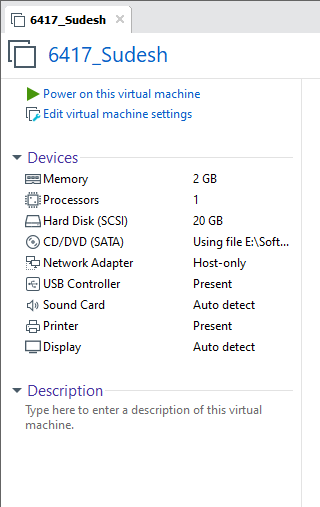 6417_Sudesh
6417_Sudesh
Power on this virtual machine
Edit virtual machine settings
Devices
Memory 2 GB
Processors 1
Hard Disk (SCSI) 20 GB
CD/DVD (SATA) Using file E:\Soft...
Network Adapter Host-only
USB Controller Present
Sound Card Auto detect
Printer Present
Display Auto detect
Description
Type here to enter a description of this virtual
machine.